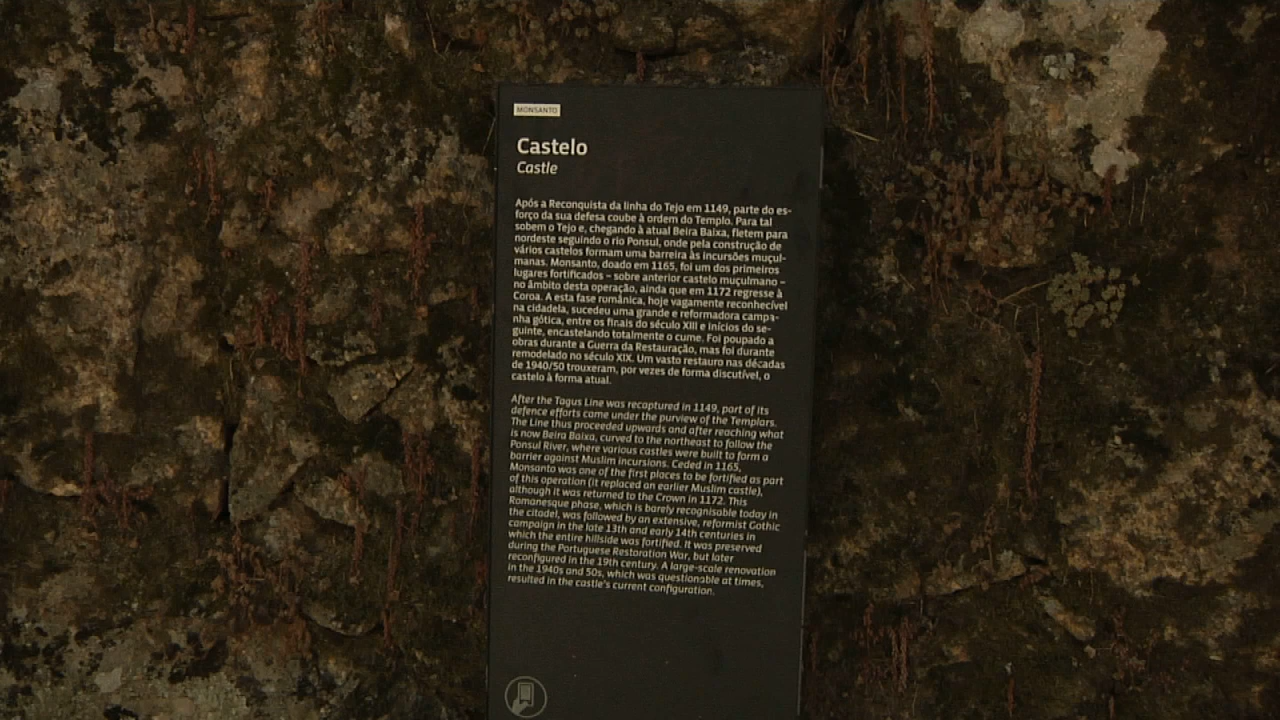 MONSANTO
Castelo
Castle
Após a Reconquista da linha do Tejo em 1149, parte do es-
forço da sua defesa coube à ordem do Templo. Para tal
sobem o Tejo e, chegando à atual Beira Baixa, fletem para
nordeste seguindo o rio Ponsul, onde pela construção de
vários castelos formam uma barreira às incursões muçul-
manas. Monsanto, doado em 1165, foi um dos primeiros
lugares fortificados – sobre anterior castelo muçulmano –
no âmbito desta operação, ainda que em 1172 regresse à
Coroa. A esta fase românica, hoje vagamente reconhecível
na cidadela, sucedeu uma grande e reformadora campa-
nha gótica, entre os finais do século XIII e inícios do se-
guinte, encastelando totalmente o cume. Foi poupado a
obras durante a Guerra da Restauração, mas foi durante
remodelado no século XIX. Um vasto restauro nas décadas
de 1940/50 trouxeram, por vezes de forma discutível, o
castelo à forma atual.
After the Tagus Line was recaptured in 1149, part of its
defence efforts came under the purview of the Templars.
The Line thus proceeded upwards and after reaching what
is now Beira Baixa, curved to the northeast to follow the
Ponsul River, where various castles were built to form a
barrier against Muslim incursions. Ceded in 1165,
Monsanto was one of the first places to be fortified as part
of this operation (it replaced an earlier Muslim castle),
although it was returned to the Crown in 1172. This
Romanesque phase, which is barely recognisable today in
the citadel, was followed by an extensive, reformist Gothic
campaign in the late 13th and early 14th centuries in
which the entire hillside was fortified. It was preserved
during the Portuguese Restoration War, but later
reconfigured in the 19th century. A large-scale renovation
in the 1940s and 50s, which was questionable at times,
resulted in the castle's current configuration.